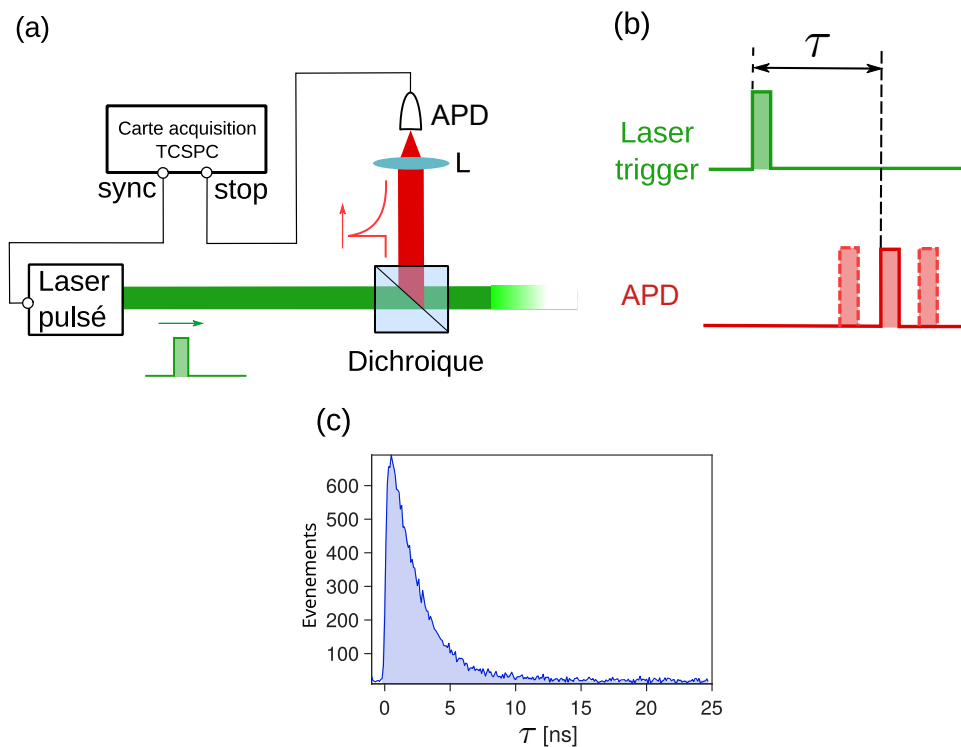 (a)
Carte acquisition
TCSPC
sync
stop
APD
L
Laser
pulsé
Dichroique
(b)
τ
Laser
trigger
APD
(c)
Evenements
600
500
400
300
200
100
0 5 10 15 20 25
τ [ns]